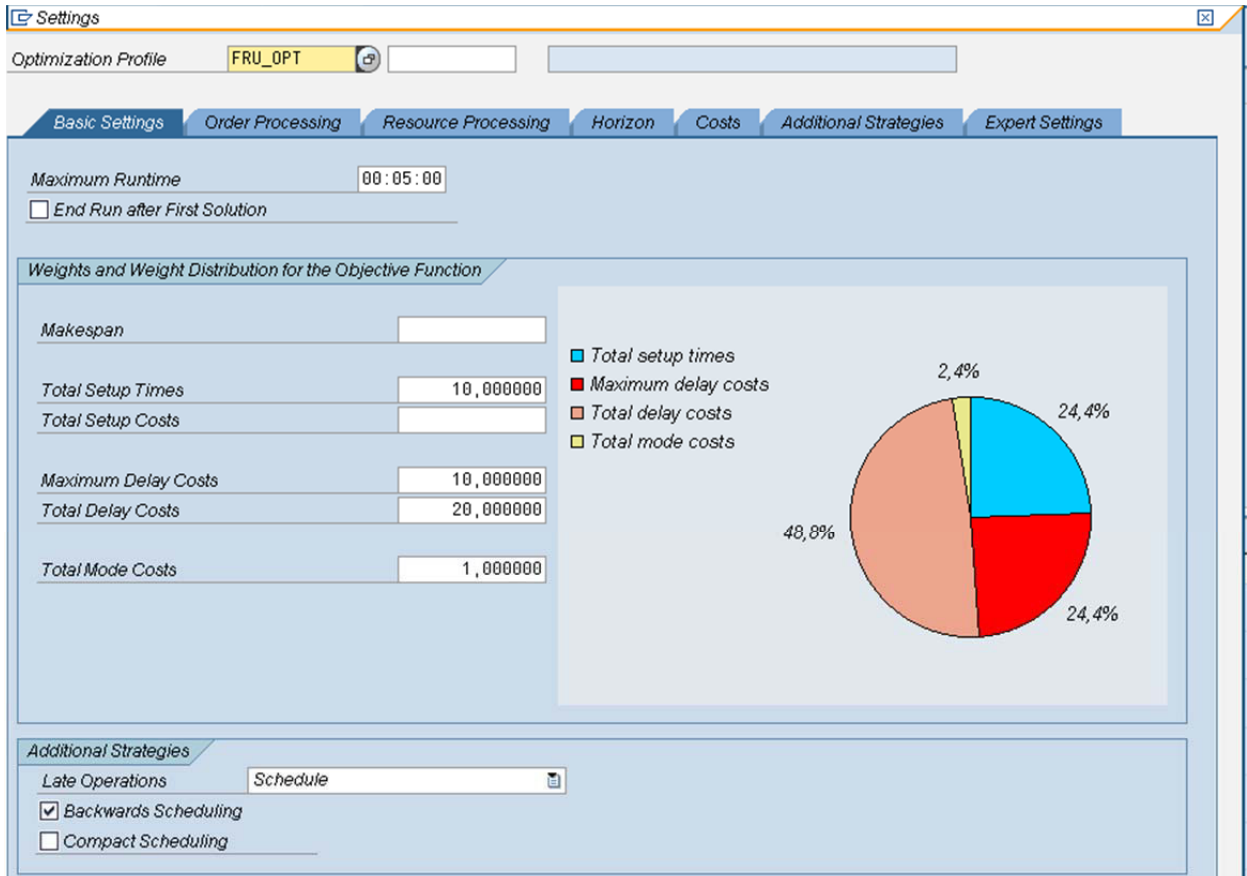 Settings
Optimization Profile FRU_OPT
Basic Settings Order Processing Resource Processing Horizon Costs Additional Strategies Expert Settings
Maximum Runtime 00:05:00
End Run after First Solution
Weights and Weight Distribution for the Objective Function
Makespan
Total Setup Times 10,000000
Total Setup Costs
Maximum Delay Costs 10,000000
Total Delay Costs 20,000000
Total Mode Costs 1,000000
Total setup times
Maximum delay costs
Total delay costs
Total mode costs
2,4%
24,4%
48,8%
24,4%
Additional Strategies
Late Operations Schedule
Backwards Scheduling
Compact Scheduling